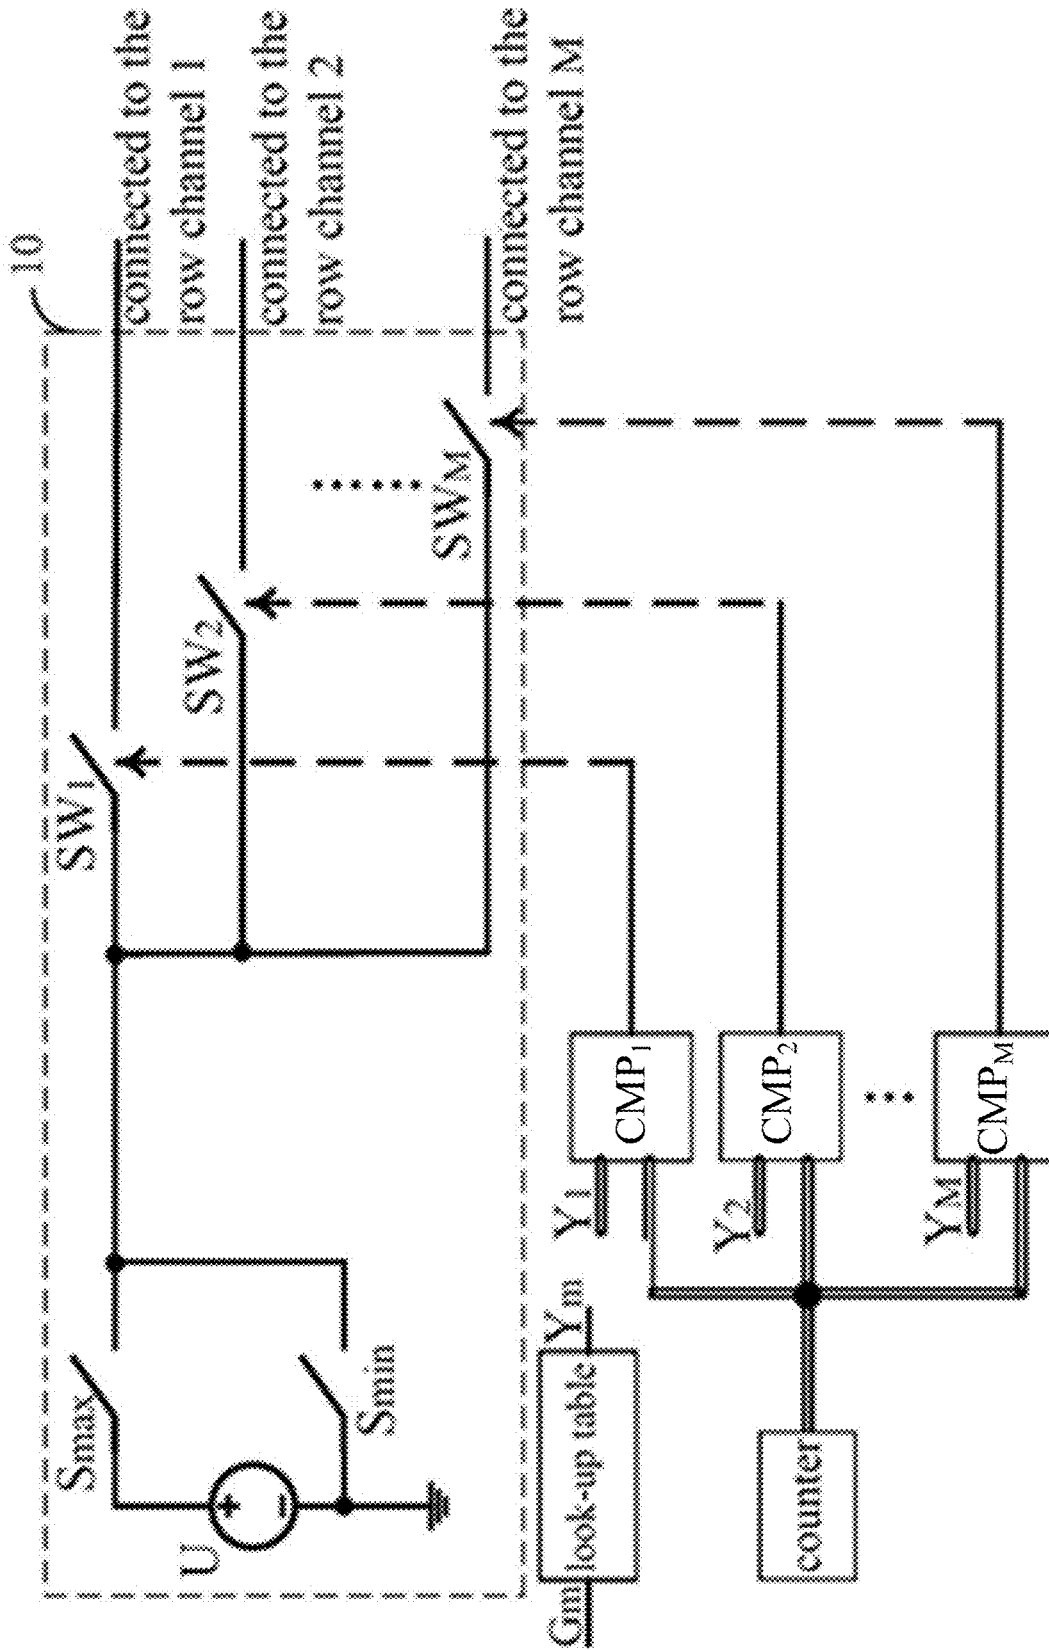 10
connected to the
row channel 1
connected to the
row channel 2
connected to the
row channel M
SW1
SW2
......
SWM
Smax
Smin
U
+
-
Gm
look-up table
Ym
Y1
CMP1
Y2
CMP2
...
YM
CMPM
counter